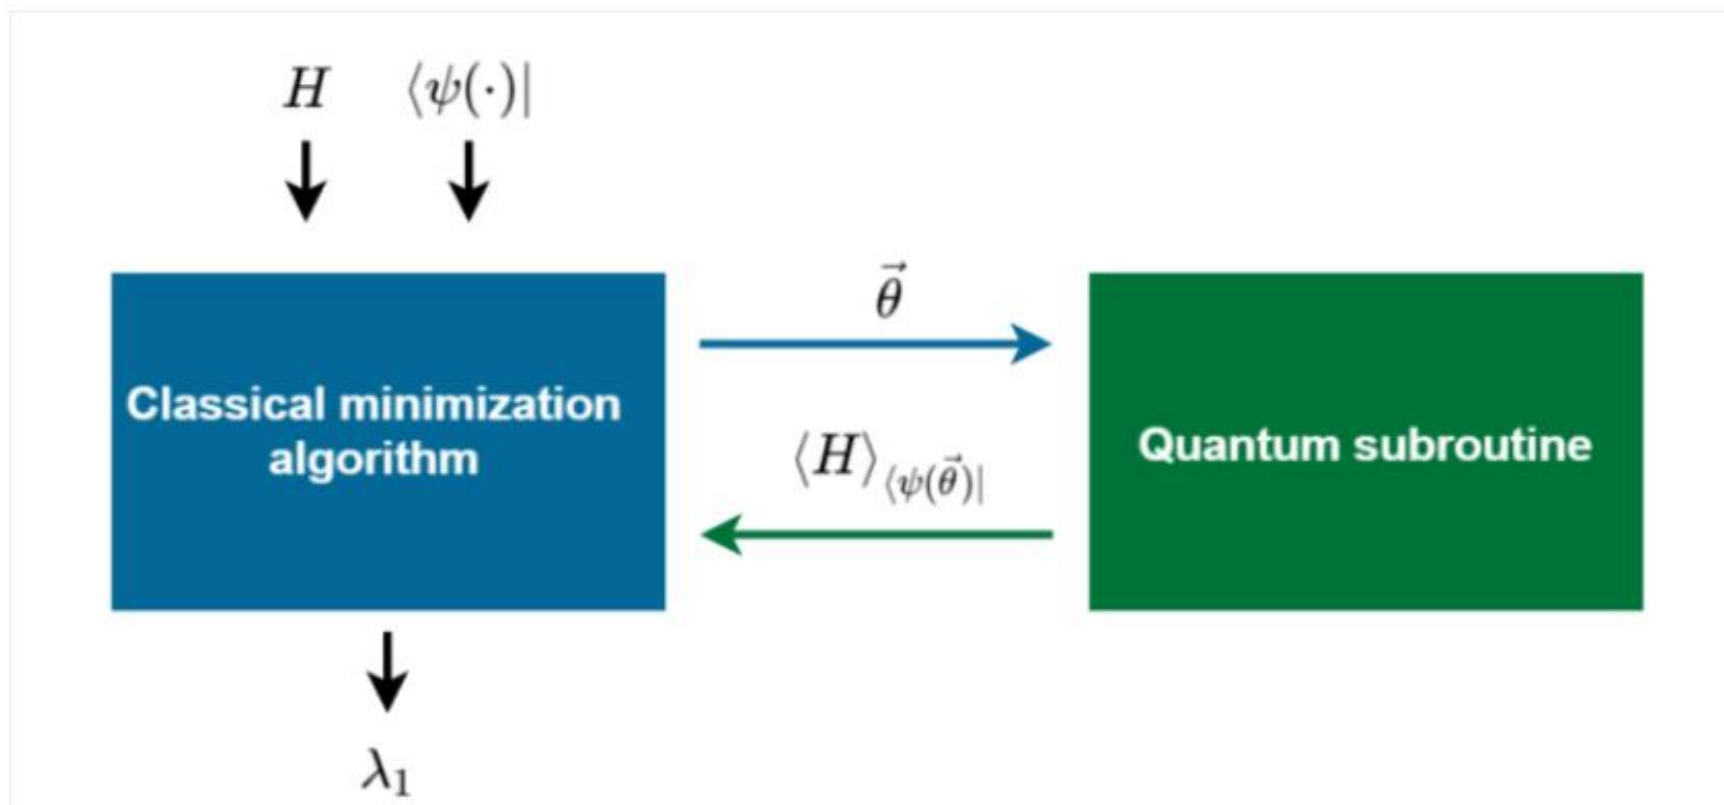 H ⟨ψ(·)|
Classical minimization
algorithm
θ⃗
⟨H⟩⟨ψ(θ⃗)|
Quantum subroutine
λ₁